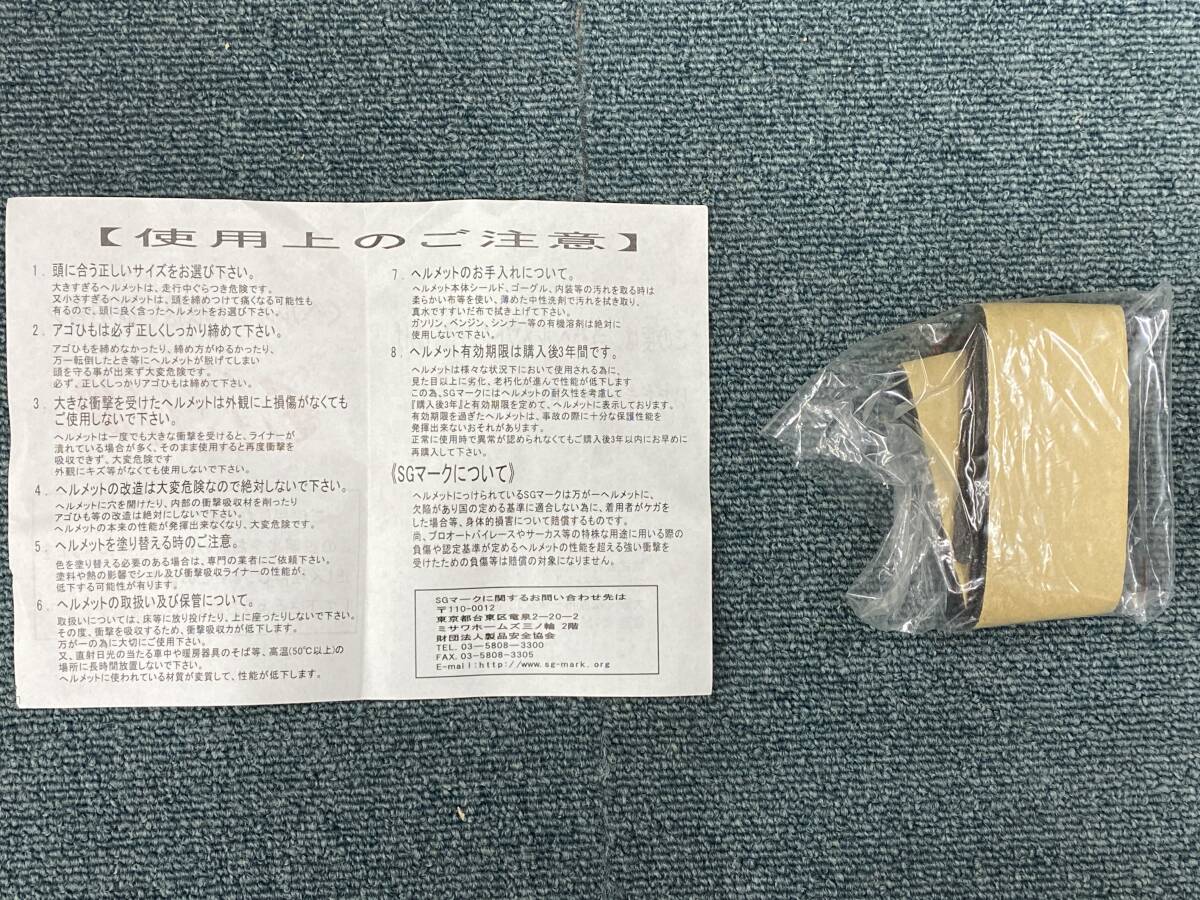 【使用上のご注意】
1．頭に合う正しいサイズをお選び下さい。
大きすぎるヘルメットは、走行中ぐらつき危険です。
又小さすぎるヘルメットは、頭を締めつけて痛くなる可能性も
有るので、頭に良く合ったヘルメットをお選び下さい。
2．アゴひもは必ず正しくしっかり締めて下さい。
アゴひもを締めなかったり、締め方がゆるかったり、
万一転倒したとき等にヘルメットが脱げてしまい
頭を守る事が出来ず大変危険です。
必ず、正しくしっかりアゴひもは締めて下さい。
3．大きな衝撃を受けたヘルメットは外観に上損傷がなくても
ご使用しないで下さい。
ヘルメットは一度でも大きな衝撃を受けると、ライナーが
潰れている場合が多く、そのまま使用すると再度衝撃を
吸収できず、大変危険です
外観にキズ等がなくても使用しないで下さい。
4．ヘルメットの改造は大変危険なので絶対しないで下さい。
ヘルメットに穴を開けたり、内部の衝撃吸収材を削ったり
アゴひも等の改造は絶対にしないで下さい。
ヘルメットの本来の性能が発揮出来なくなり、大変危険です。
5．ヘルメットを塗り替える時のご注意。
色を塗り替える必要のある場合は、専門の業者にご依頼下さい。
塗料や熱の影響でシェル及び衝撃吸収ライナーの性能が、
低下する可能性が有ります。
6．ヘルメットの取扱い及び保管について。
取扱いについては、床等に放り投げたり、上に座ったりしないで下さい。
その度、衝撃を吸収するため、衝撃吸収力が低下します。
万が一の為に大切にご使用下さい。
又、直射日光の当たる車中や暖房器具のそば等、高温(50℃以上)の
場所に長時間放置しないで下さい。
ヘルメットに使われている材質が変質して、性能が低下します。
7．ヘルメットのお手入れについて。
ヘルメット本体シールド、ゴーグル、内装等の汚れを取る時は
柔らかい布等を使い、薄めた中性洗剤で汚れを拭き取り、
真水ですすいだ布で拭き上げて下さい。
ガソリン、ベンジン、シンナー等の有機溶剤は絶対に
使用しないで下さい。
8．ヘルメット有効期限は購入後3年間です。
ヘルメットは様々な状況下において使用される為に、
見た目以上に劣化、老朽化が進んで性能が低下します
この為、SGマークにはヘルメットの耐久性を考慮して
『購入後3年』と有効期限を定めて、ヘルメットに表示しております。
有効期限を過ぎたヘルメットは、事故の際に十分な保護性能を
発揮出来ないおそれがあります。
正常に使用時で異常が認められなくてもご購入後3年以内にお早めに
再購入して下さい。
《SGマークについて》
ヘルメットにつけられているSGマークは万が一ヘルメットに、
欠陥があり国の定める基準に適合しない為に、着用者がケガを
した場合等、身体的損害について賠償するものです。
尚、プロオートバイレースやサーカス等の特殊な用途に用いる際の
負傷や認定基準が定めるヘルメットの性能を超える強い衝撃を
受けたための負傷等は賠償の対象になりません。
SGマークに関するお問い合わせ先は
〒110-0012
東京都台東区竜泉2-20-2
ミサワホームズ三ノ輪 2階
財団法人製品安全協会
TEL. 03-5808-3300
FAX. 03-5808-3305
E-mail:http://www.sg-mark.org